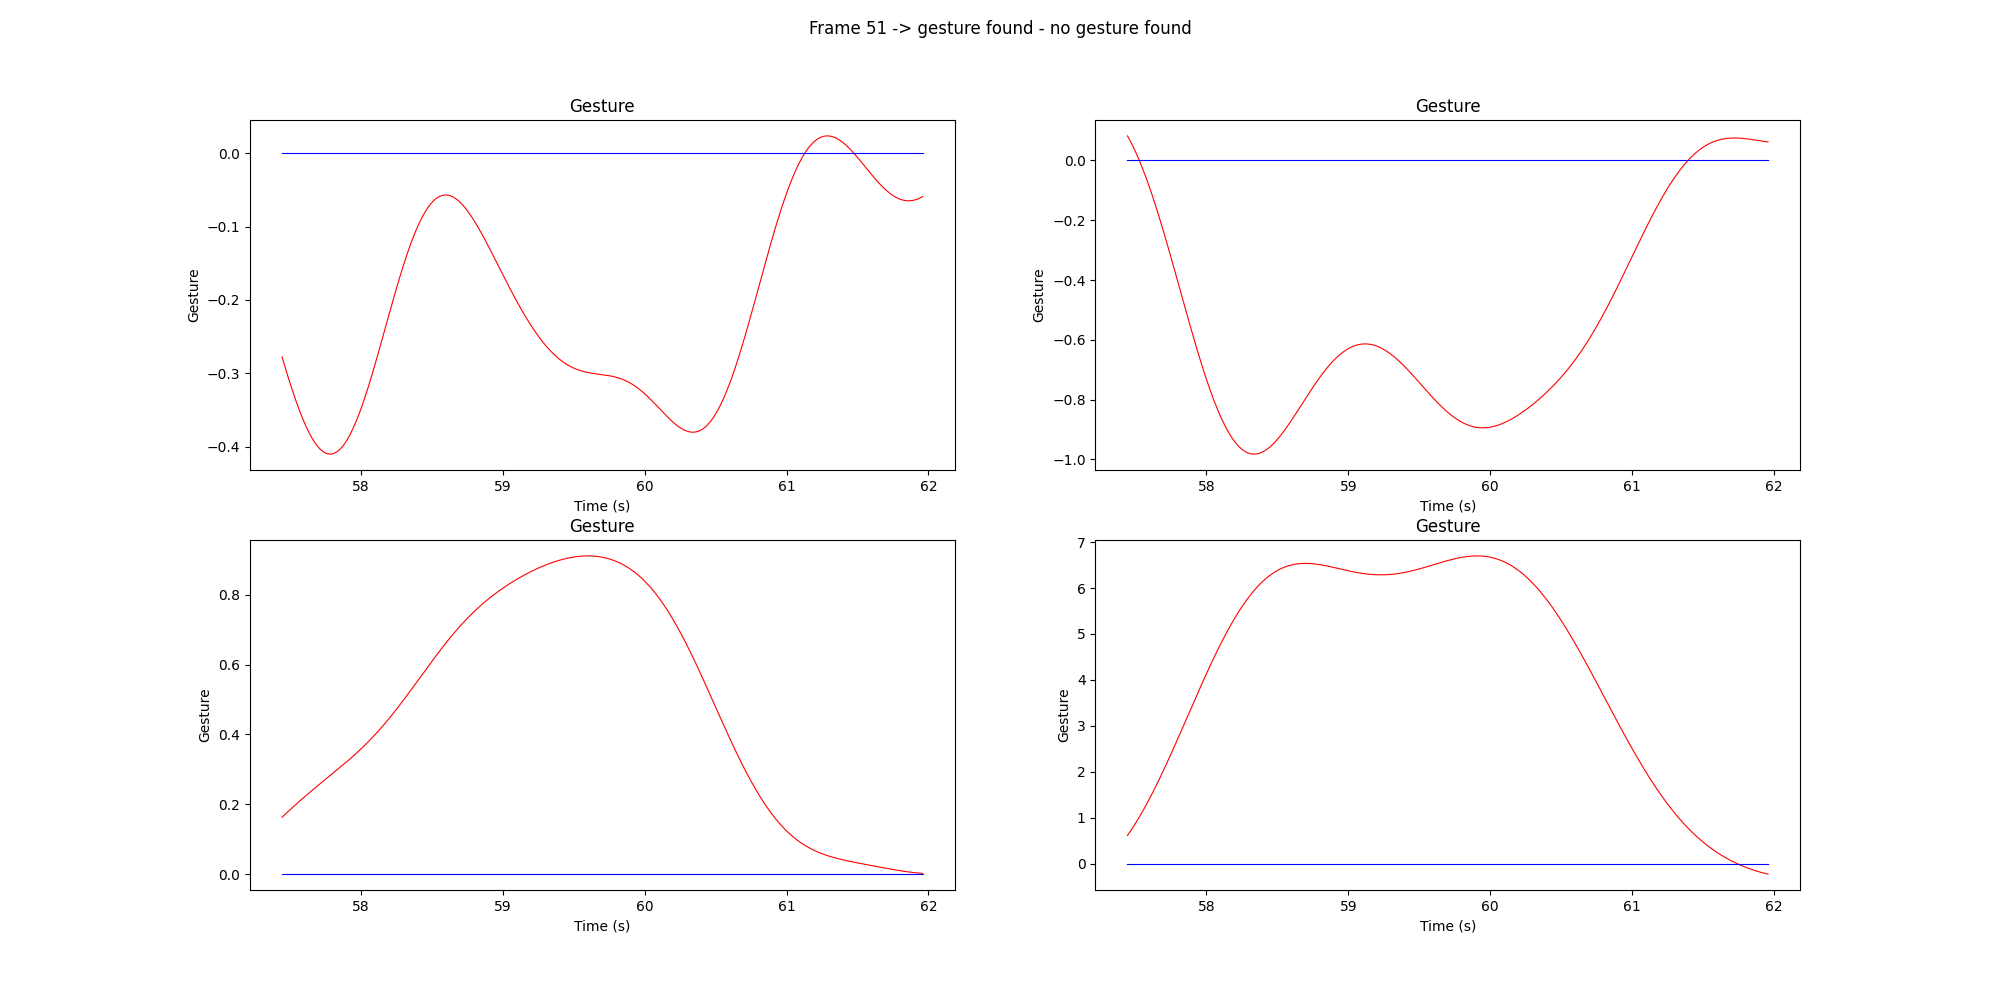 Frame 51 -> gesture found - no gesture found
Gesture
Gesture
0.0
−0.1
−0.2
−0.3
−0.4
58 59 60 61 62
Time (s)
Gesture
Gesture
0.0
−0.2
−0.4
−0.6
−0.8
−1.0
58 59 60 61 62
Time (s)
Gesture
Gesture
0.8
0.6
0.4
0.2
0.0
58 59 60 61 62
Time (s)
Gesture
Gesture
7
6
5
4
3
2
1
0
58 59 60 61 62
Time (s)